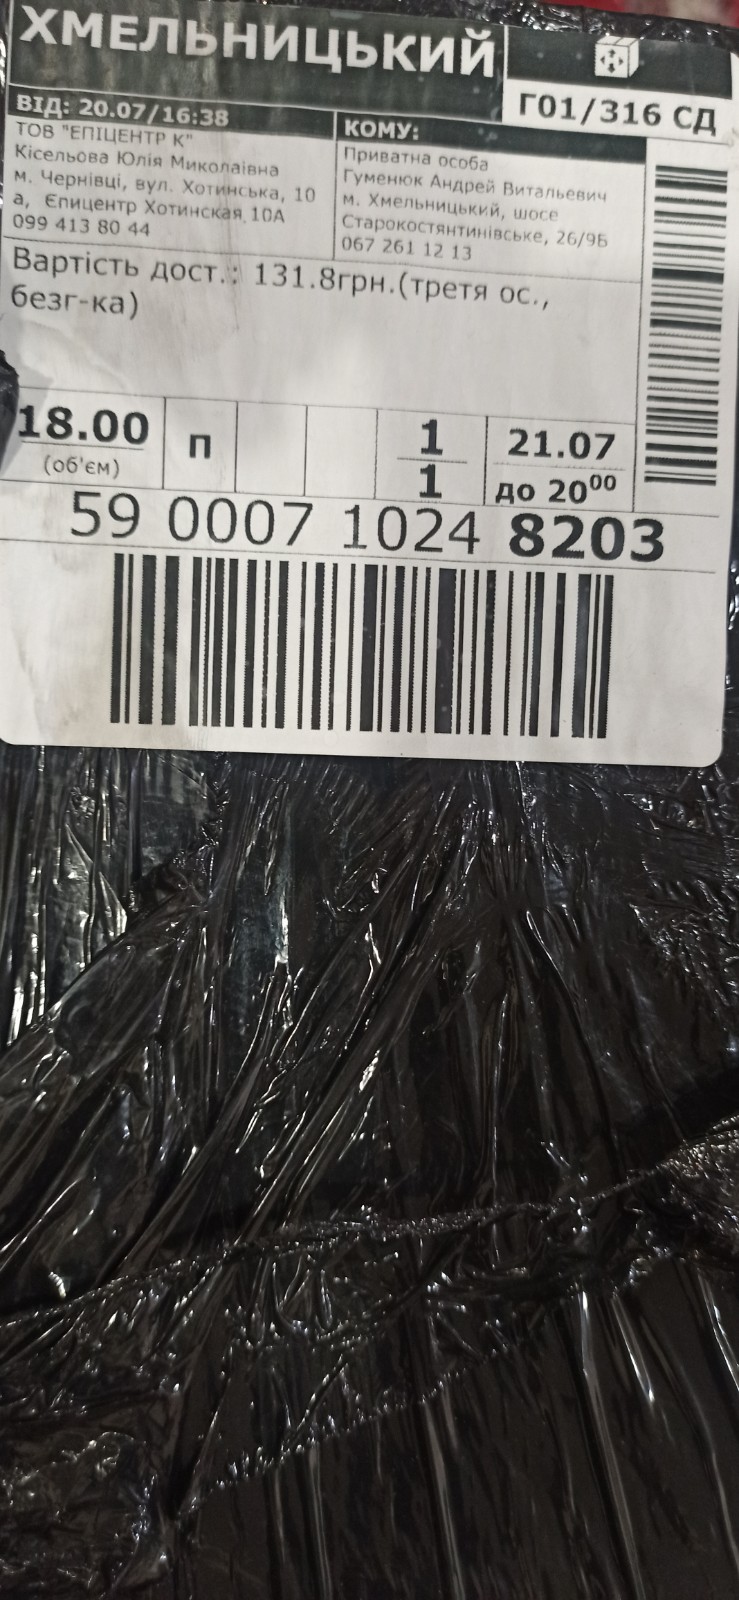 ХМЕЛЬНИЦЬКИЙ
Г01/316 СД
ВІД: 20.07/16:38
ТОВ "ЕПІЦЕНТР К"
Кісельова Юлія Миколаівна
м. Чернівці, вул. Хотинська, 10
а, Єпицентр Хотинская,10А
099 413 80 44
КОМУ:
Приватна особа
Гуменюк Андрей Витальевич
м. Хмельницький, шосе
Старокостянтинівське, 26/9Б
067 261 12 13
Вартість дост.: 131.8грн.(третя ос.,
безг-ка)
18.00
(об'єм)
П
1
1
21.07
до 20⁰⁰
59 0007 1024 8203